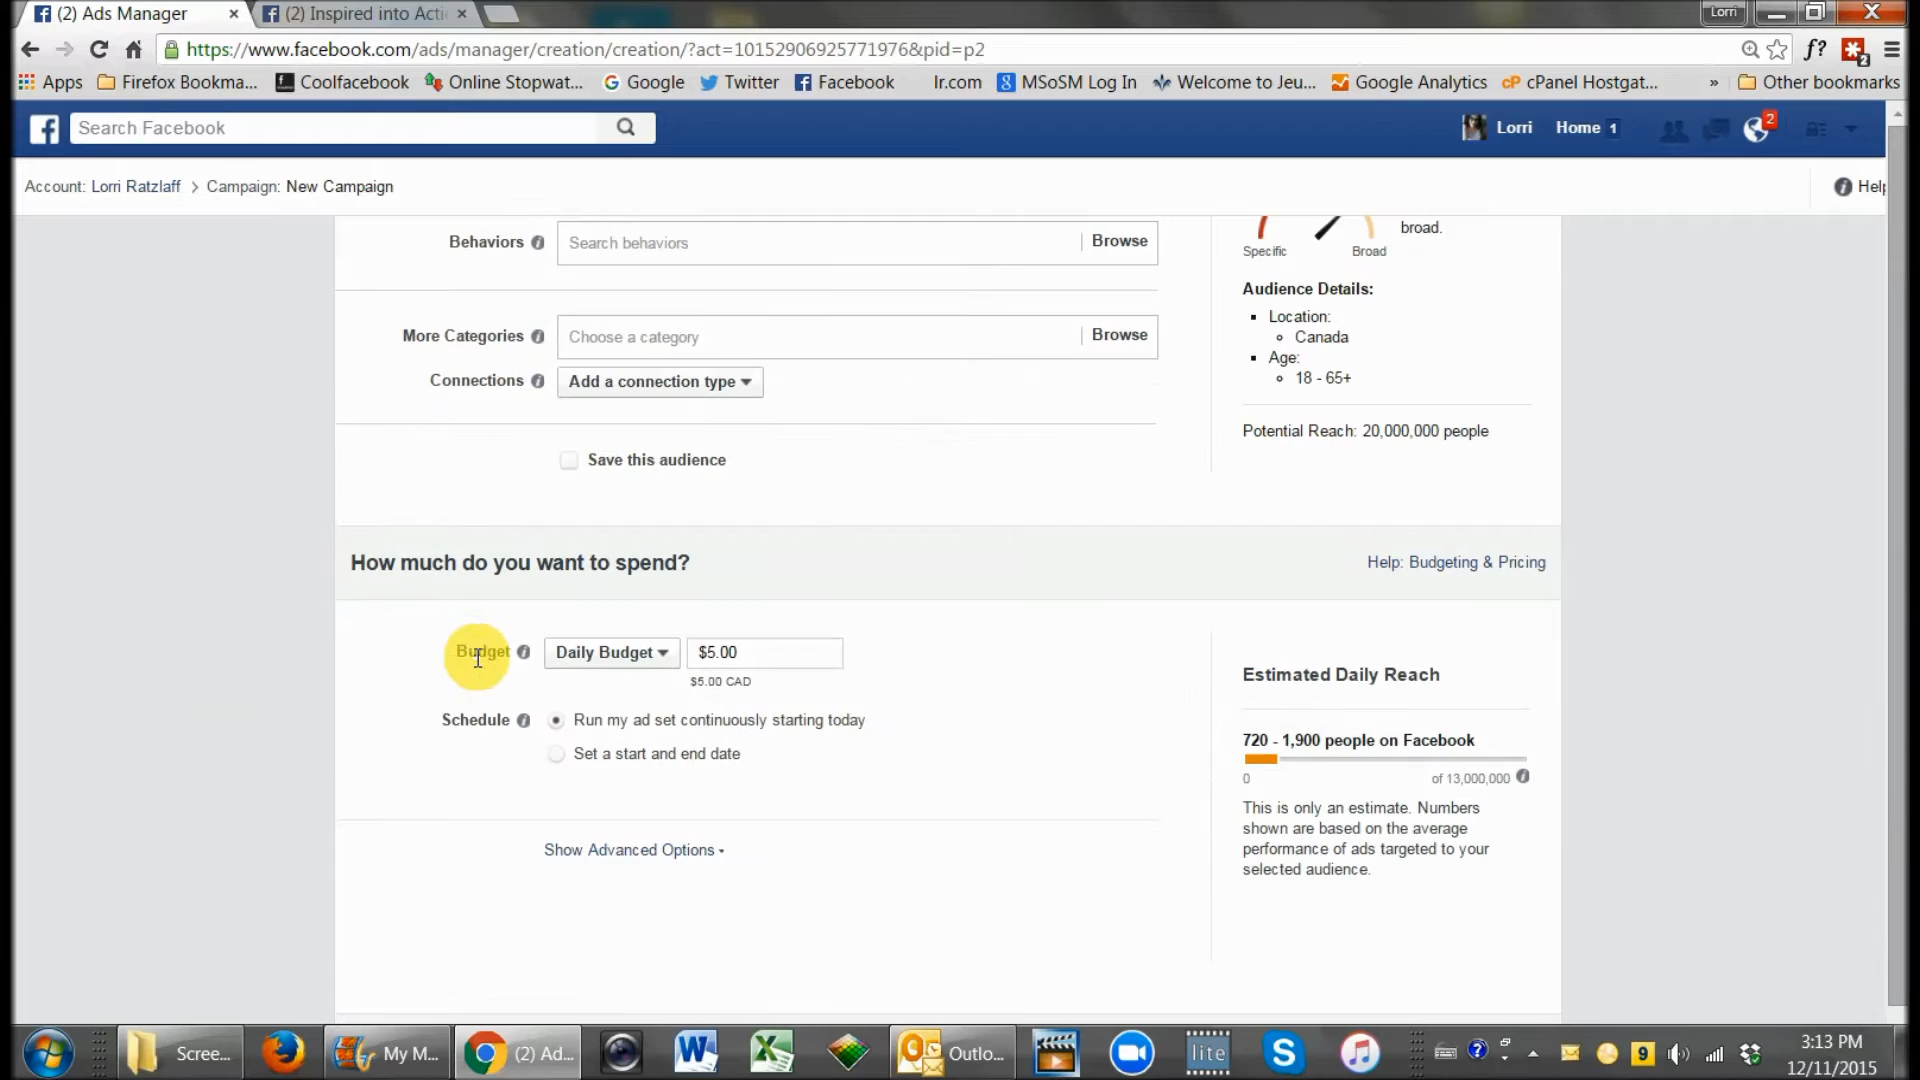 (2) Ads Manager
(2) Inspired into Acti
Lorri
https://www.facebook.com/ads/manager/creation/creation/?act=10152906925771976&pid=p2
f?
2
Apps
Firefox Bookma...
Coolfacebook
Online Stopwat...
Google
Twitter
Facebook
lr.com
MSoSM Log In
Welcome to Jeu...
Google Analytics
cPanel Hostgat...
»
Other bookmarks
Search Facebook
Lorri
Home 1
2
Account: Lorri Ratzlaff > Campaign: New Campaign
Help
Behaviors
Search behaviors
Browse
broad.
Specific
Broad
More Categories
Choose a category
Browse
Connections
Add a connection type
Save this audience
Audience Details:
Location:
Canada
Age:
18 - 65+
Potential Reach: 20,000,000 people
How much do you want to spend?
Help: Budgeting & Pricing
Budget
Daily Budget
$5.00
$5.00 CAD
Schedule
Run my ad set continuously starting today
Set a start and end date
Show Advanced Options
Estimated Daily Reach
720 - 1,900 people on Facebook
0
of 13,000,000
This is only an estimate. Numbers
shown are based on the average
performance of ads targeted to your
selected audience.
Scree...
My M...
(2) Ad...
Outlo...
lite
9
3:13 PM
12/11/2015